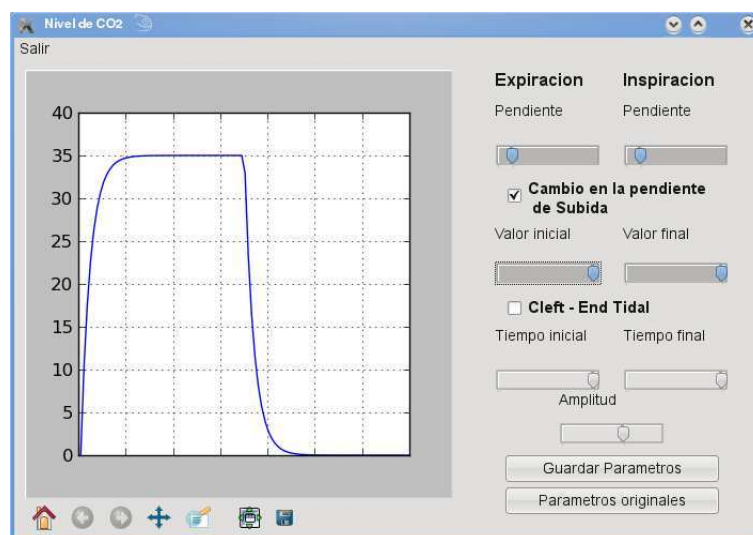 Nivel de CO2
Salir
40
35
30
25
20
15
10
5
0
Expiracion Inspiracion
Pendiente Pendiente
Cambio en la pendiente
de Subida
Valor inicial Valor final
Cleft - End Tidal
Tiempo inicial Tiempo final
Amplitud
Guardar Parametros
Parametros originales